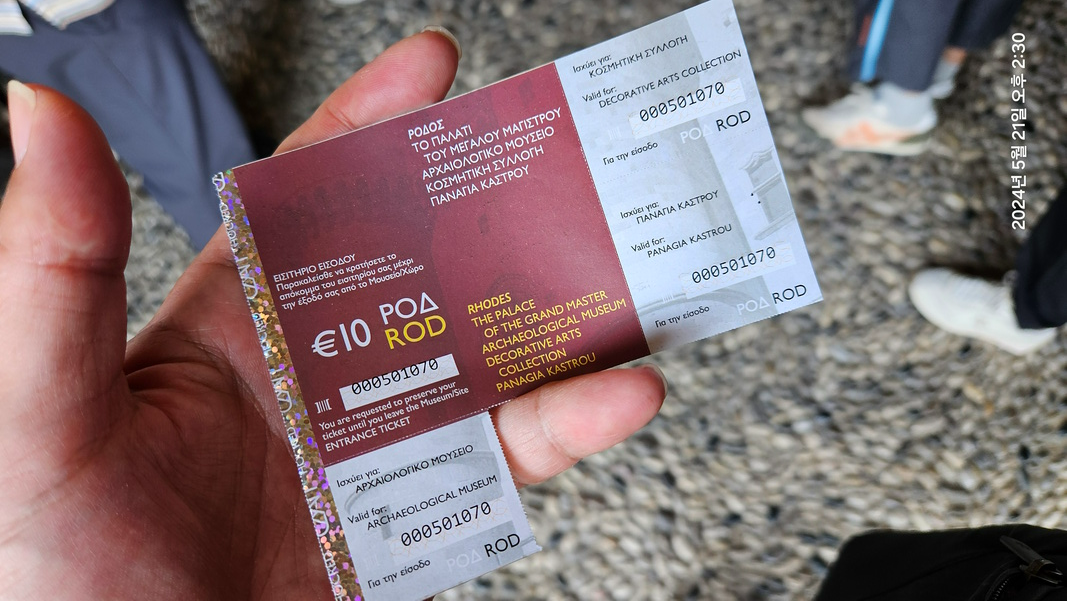 ΡΟΔΟΣ
ΤΟ ΠΑΛΑΤΙ
ΤΟΥ ΜΕΓΑΛΟΥ ΜΑΓΙΣΤΡΟΥ
ΑΡΧΑΙΟΛΟΓΙΚΟ ΜΟΥΣΕΙΟ
ΚΟΣΜΗΤΙΚΗ ΣΥΛΛΟΓΗ
ΠΑΝΑΓΙΑ ΚΑΣΤΡΟΥ
ΕΙΣΙΤΗΡΙΟ ΕΙΣΟΔΟΥ
Παρακαλείσθε να κρατήσετε το
απόκομμα του εισιτηρίου σας μέχρι
την έξοδό σας από το Μουσείο/Χώρο
€10 ΡΟΔ
ROD
000501070
You are requested to preserve your
ticket until you leave the Museum/Site
ENTRANCE TICKET
RHODES
THE PALACE
OF THE GRAND MASTER
ARCHAEOLOGICAL MUSEUM
DECORATIVE ARTS
COLLECTION
PANAGIA KASTROU
Ισχύει για:
ΚΟΣΜΗΤΙΚΗ ΣΥΛΛΟΓΗ
Valid for:
DECORATIVE ARTS COLLECTION
000501070
ΡΟΔ ROD
Για την είσοδο
Ισχύει για:
ΠΑΝΑΓΙΑ ΚΑΣΤΡΟΥ
Valid for:
PANAGIA KASTROU
000501070
ΡΟΔ ROD
Για την είσοδο
Ισχύει για:
ΑΡΧΑΙΟΛΟΓΙΚΟ ΜΟΥΣΕΙΟ
Valid for:
ARCHAEOLOGICAL MUSEUM
000501070
ΡΟΔ ROD
Για την είσοδο
2024년 5월 21일 오후 2:30